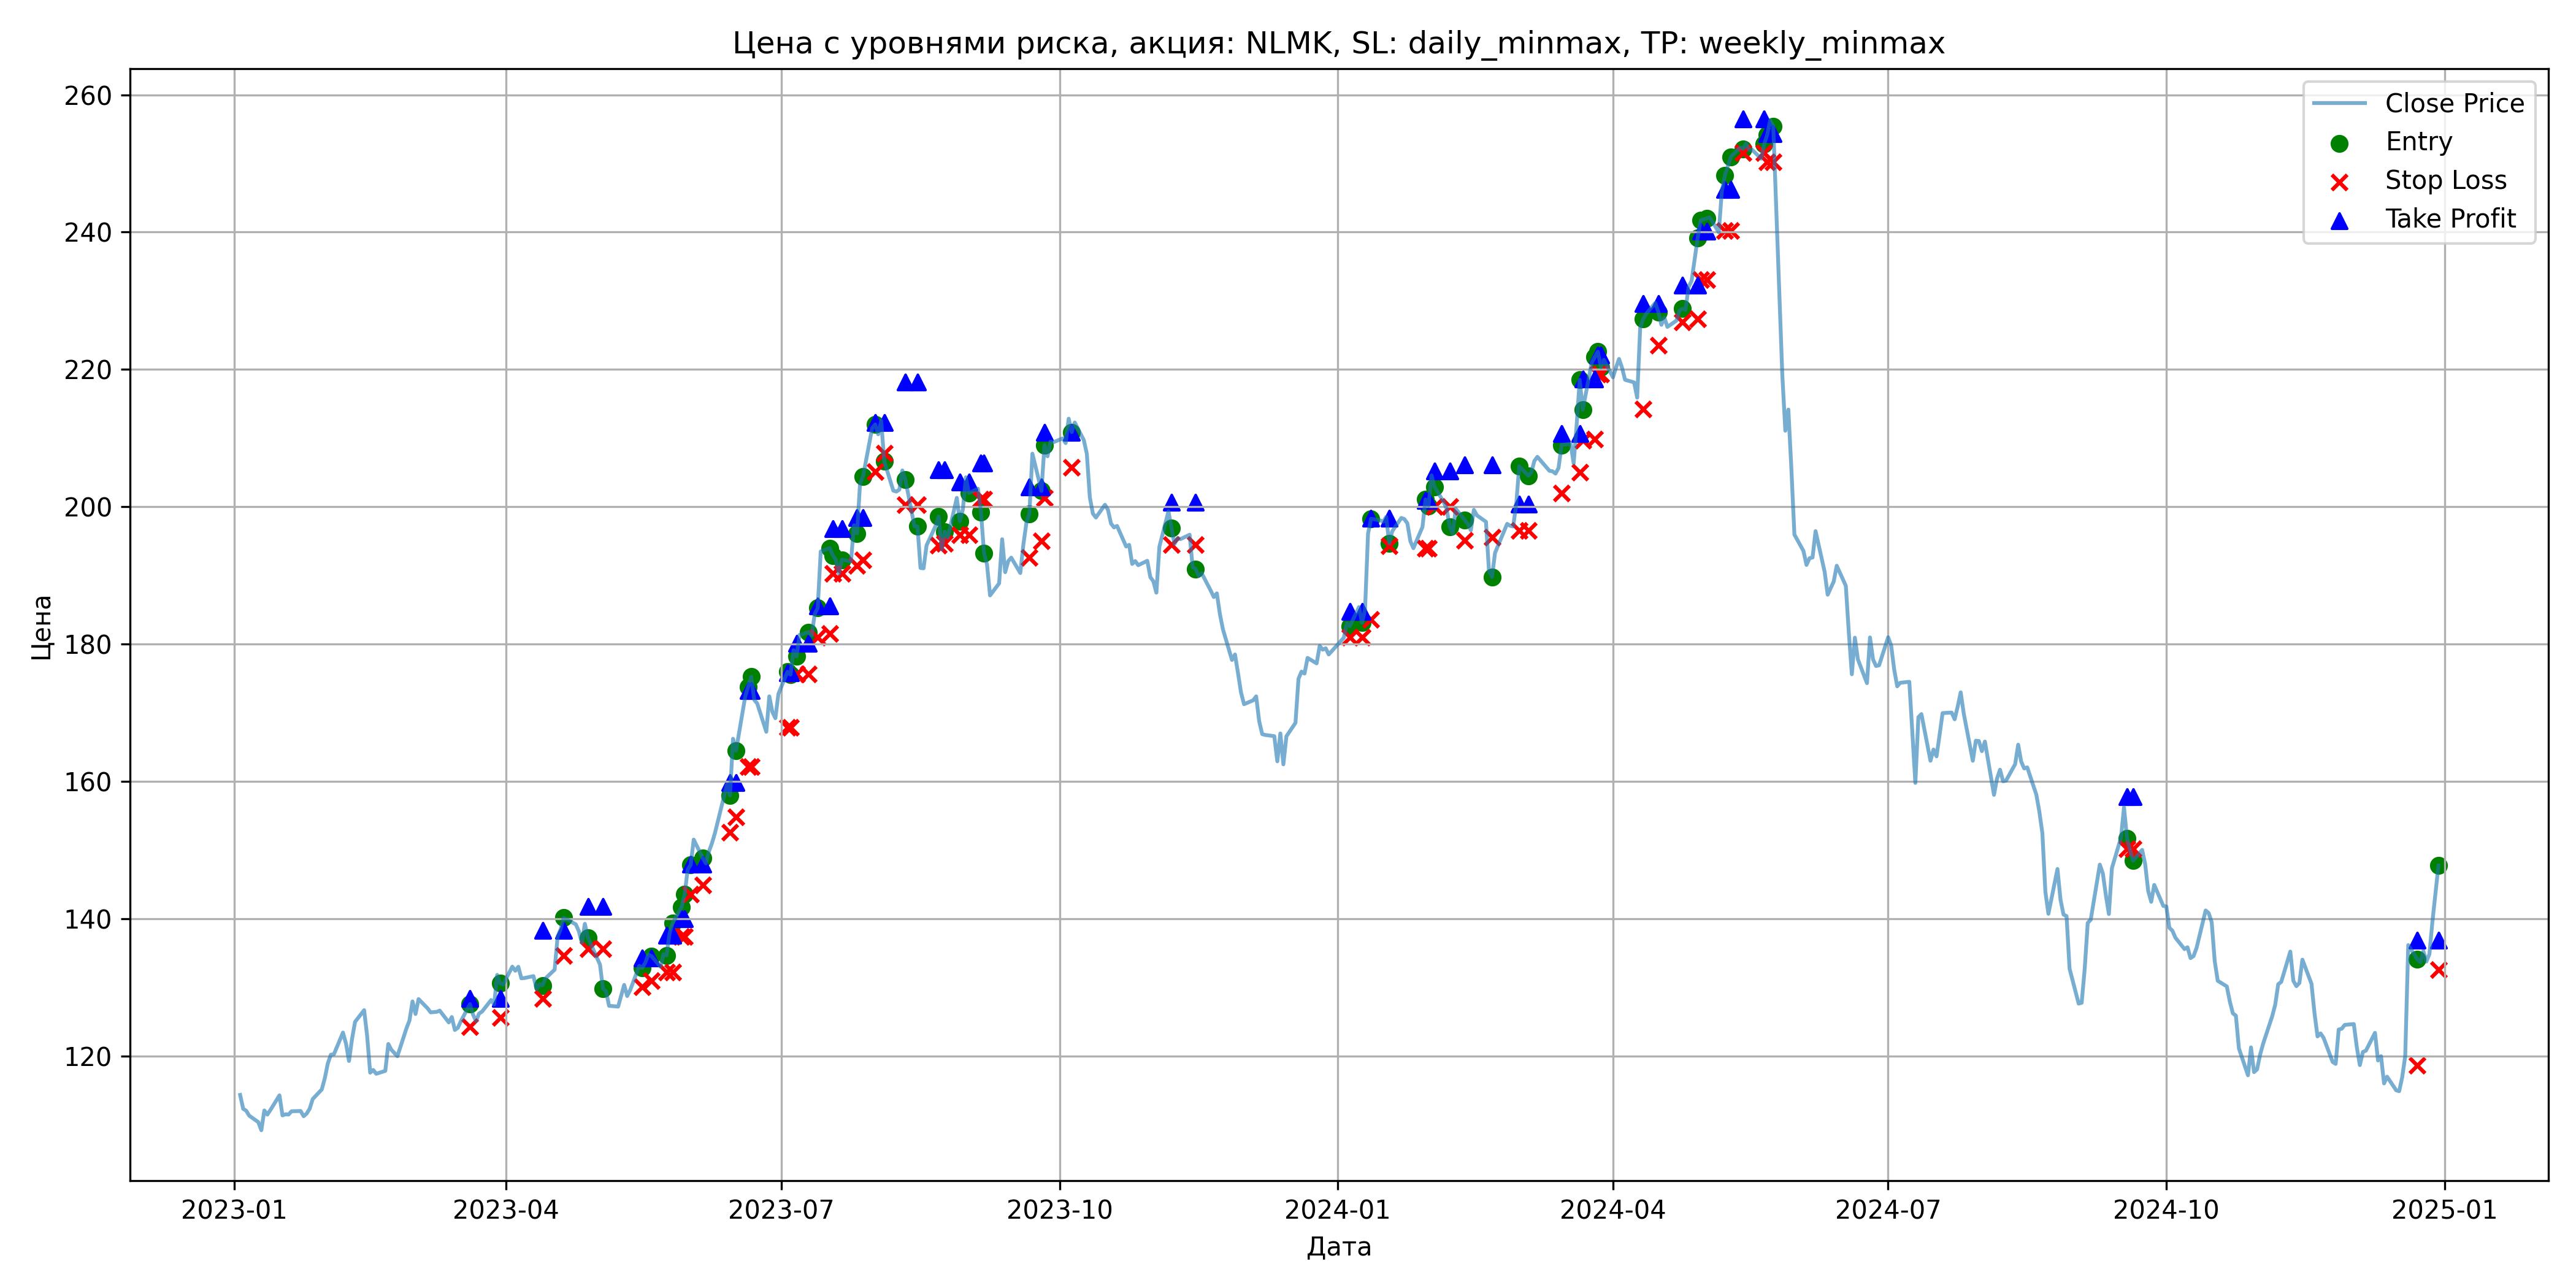 Цена с уровнями риска, акция: NLMK, SL: daily_minmax, TP: weekly_minmax
Close Price
Entry
Stop Loss
Take Profit
Цена
260
240
220
200
180
160
140
120
2023-01 2023-04 2023-07 2023-10 2024-01 2024-04 2024-07 2024-10 2025-01
Дата